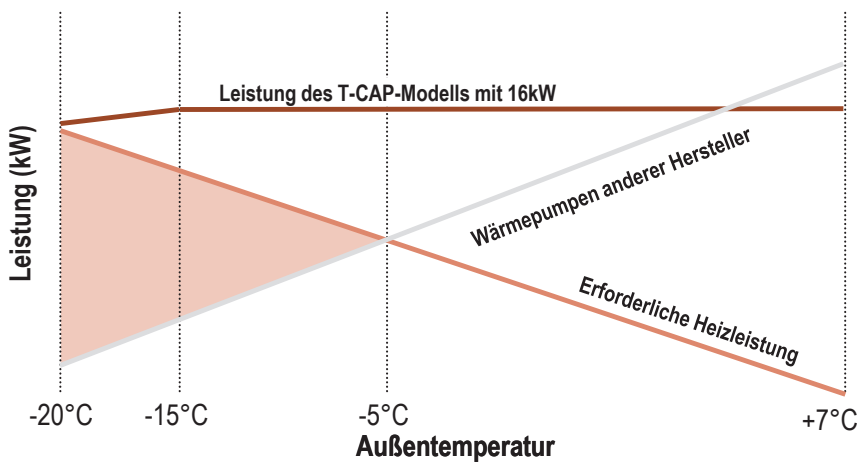 Leistung des T-CAP-Modells mit 16kW
Leistung (kW)
Wärmepumpen anderer Hersteller
Erforderliche Heizleistung
-20°C
-15°C
-5°C
+7°C
Außentemperatur